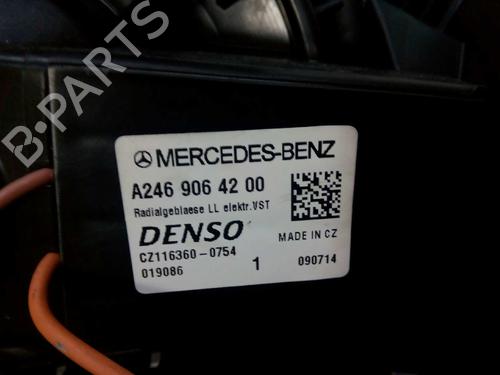 B-PARTS
MERCEDES-BENZ
A246 906 42 00
Radialgeblaese LL elektr.VST
DENSO
MADE IN CZ
CZ116360-0754
019086
1
090714